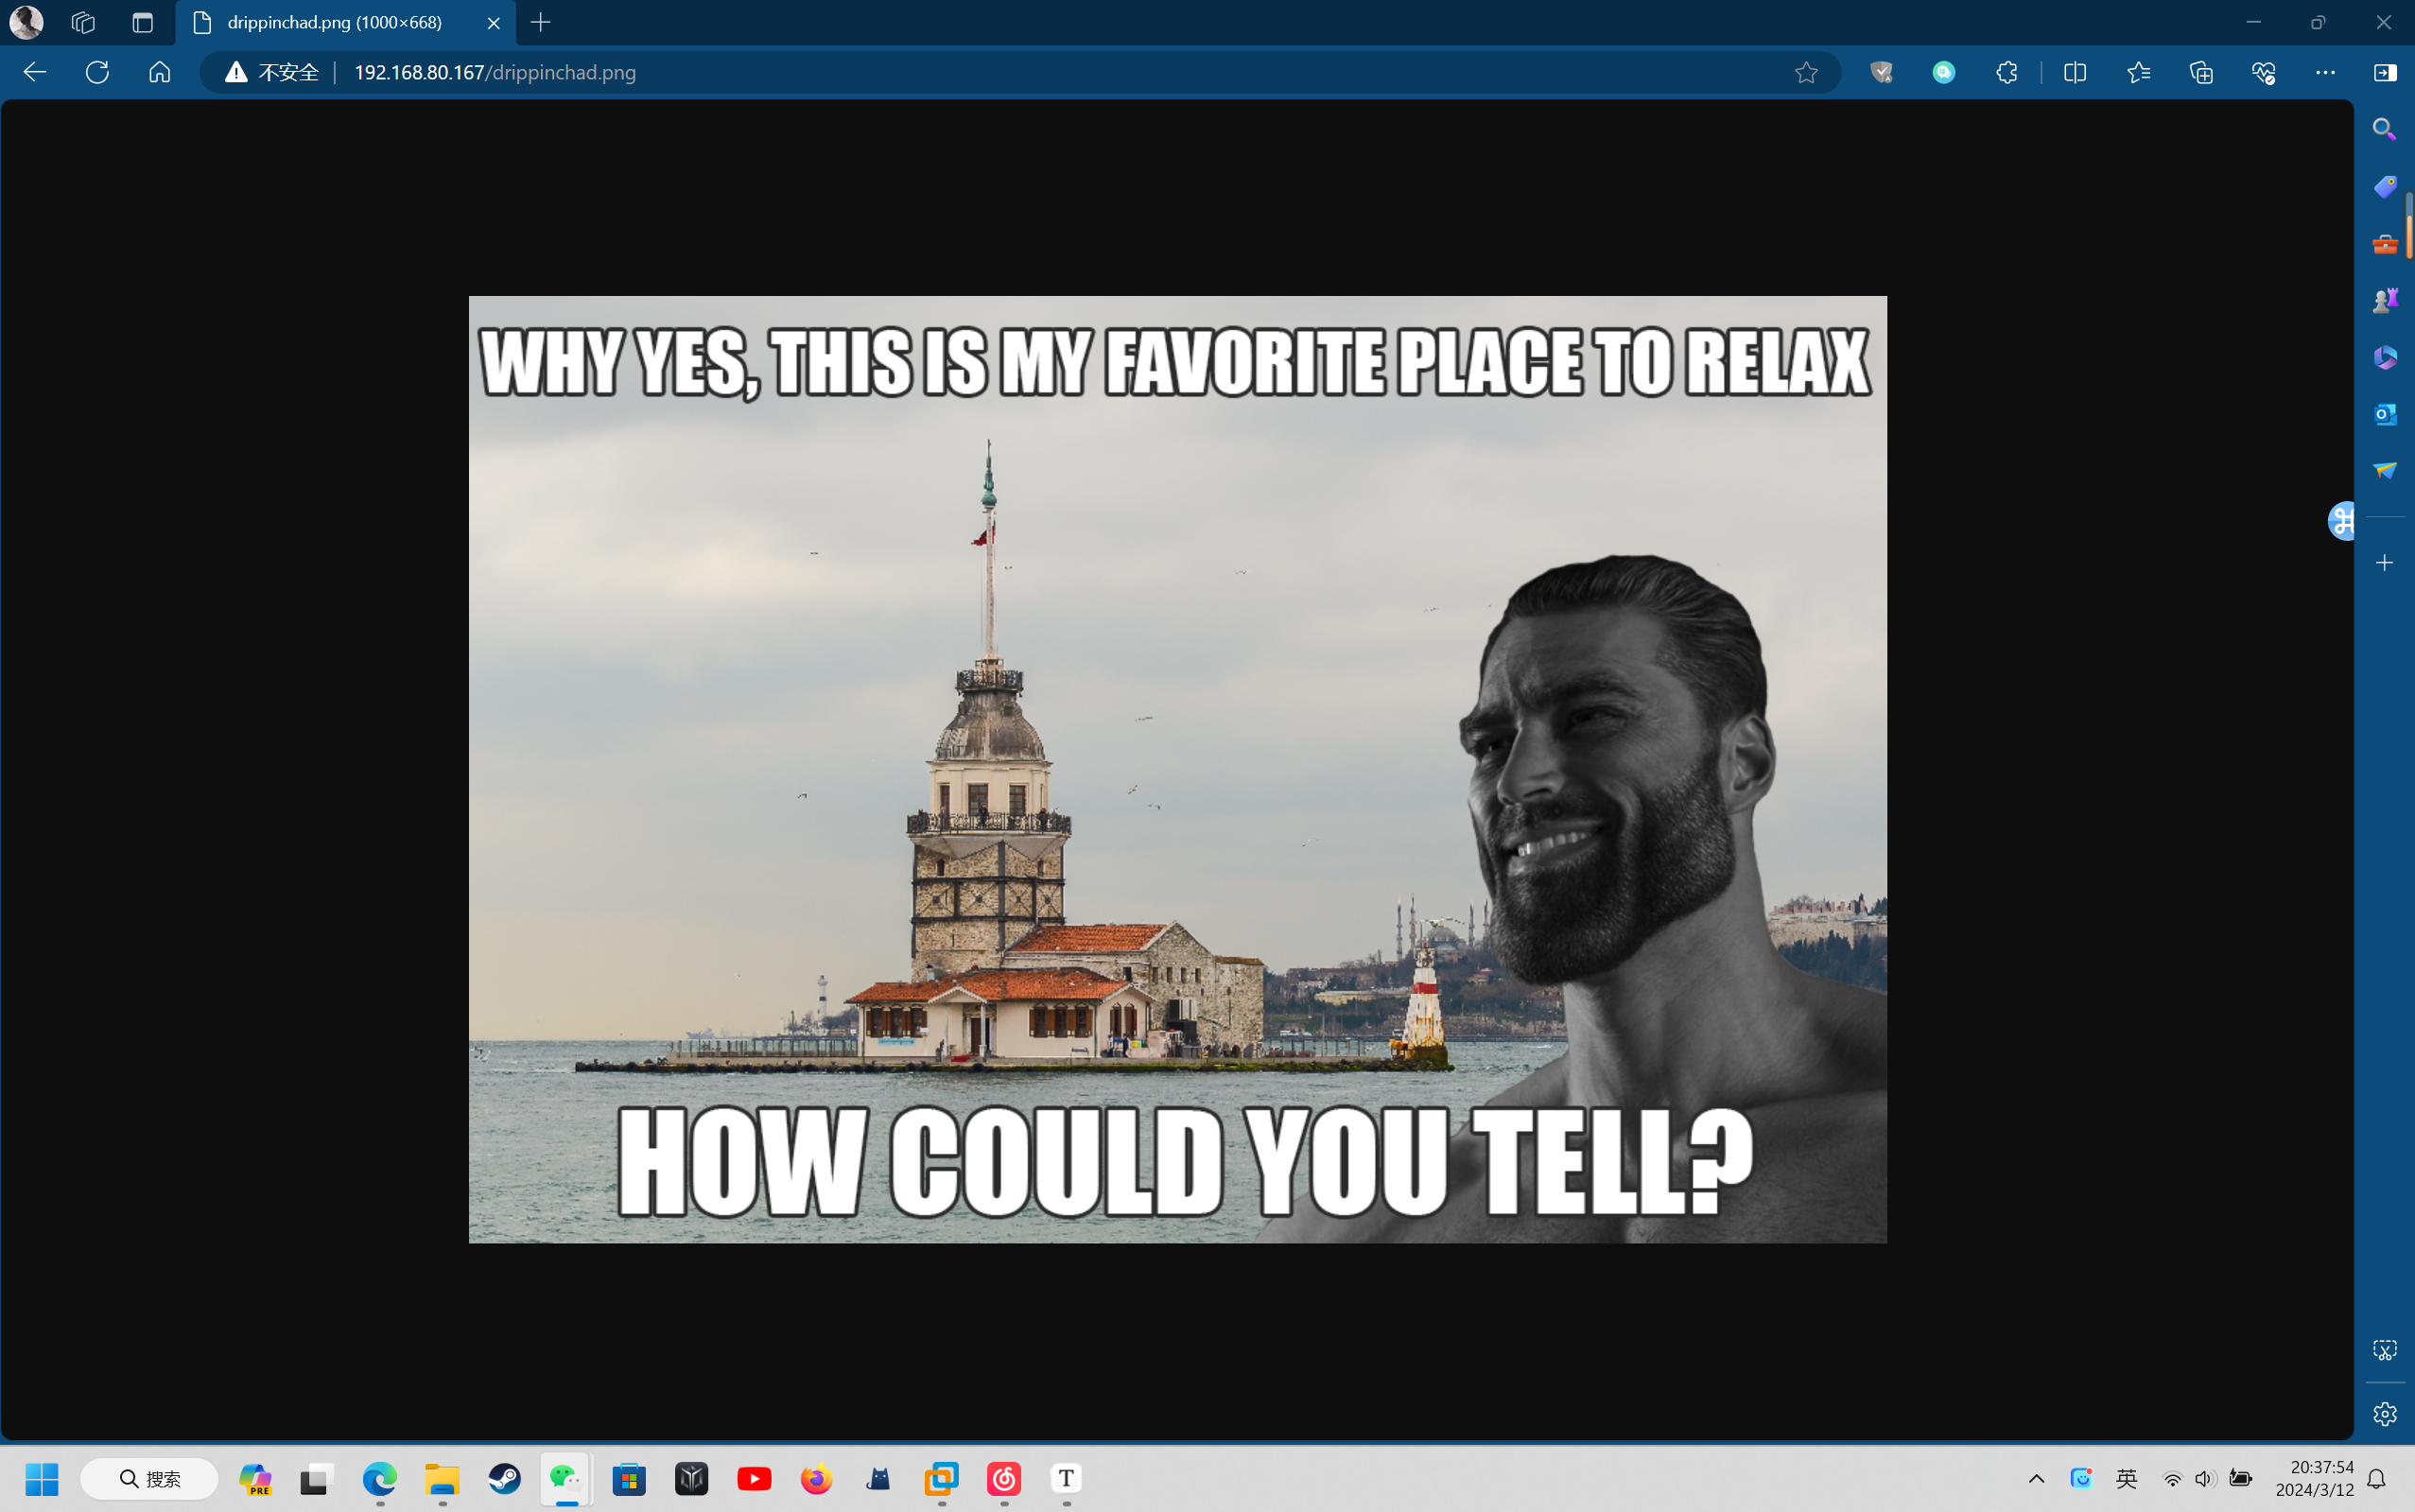 drippinchad.png (1000×668)
不安全
192.168.80.167/drippinchad.png
WHY YES, THIS IS MY FAVORITE PLACE TO RELAX
HOW COULD YOU TELL?
搜索
PRE
T
英
20:37:54
2024/3/12